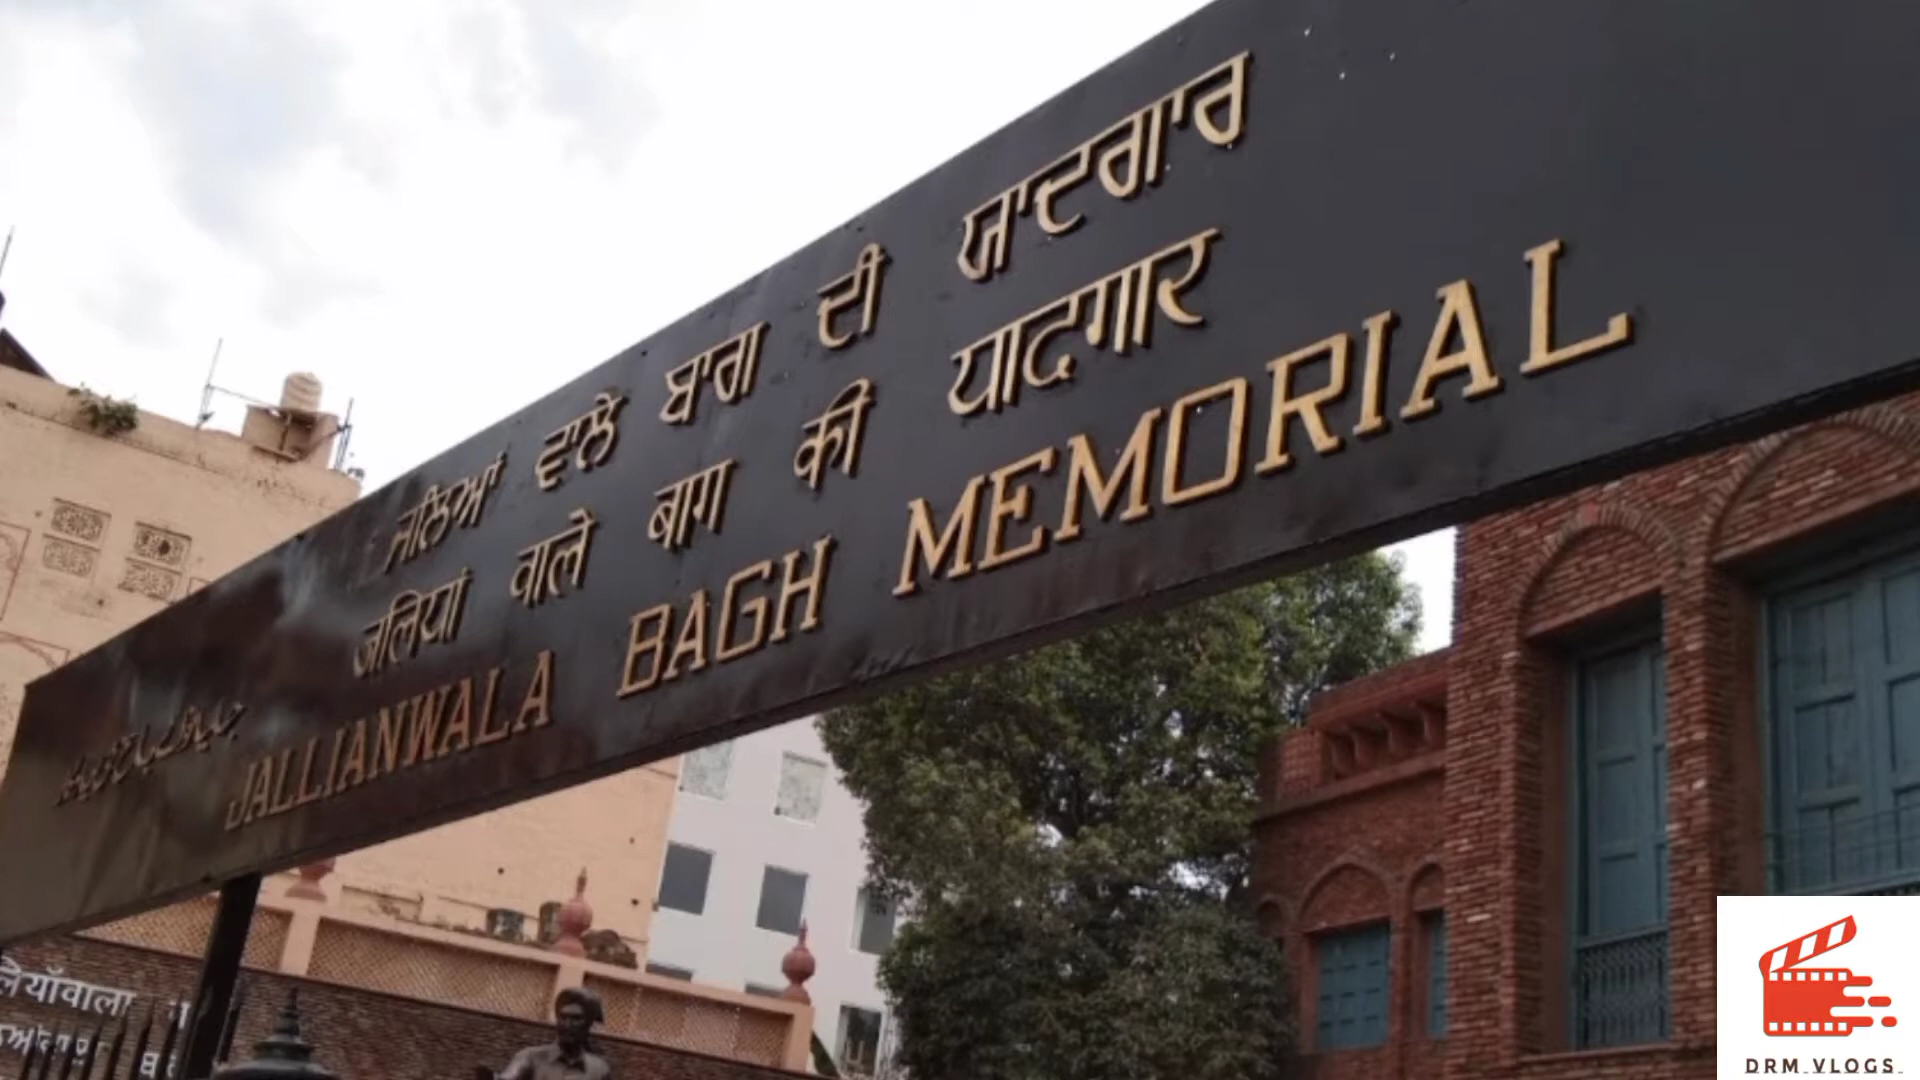 ਜਲਿਆਂ ਵਾਲੇ ਬਾਗ ਦੀ ਯਾਦਗਾਰ
जलियां वाले बाग की यादगार
JALLIANWALA BAGH MEMORIAL
DRM VLOGS